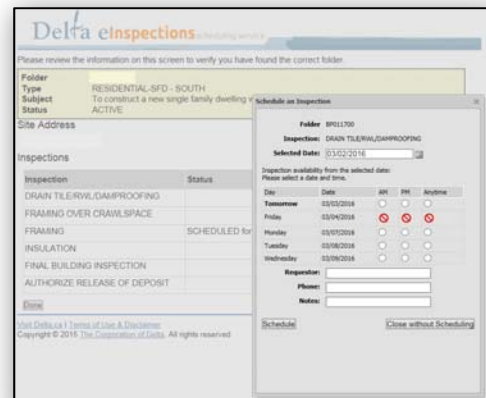 Delta eInspections scheduling service
Please review the information on this screen to verify you have found the correct folder.
Folder
Type RESIDENTIAL-SFD - SOUTH
Subject To construct a new single family dwelling
Status ACTIVE
Site Address
Inspections
Inspection Status
DRAIN TILE/RWL/DAMPROOFING
FRAMING OVER CRAWLSPACE
FRAMING SCHEDULED for
INSULATION
FINAL BUILDING INSPECTION
AUTHORIZE RELEASE OF DEPOSIT
Done
Visit Delta.ca | Terms of Use & Disclaimer
Copyright © 2016 The Corporation of Delta. All rights reserved
Schedule an Inspection
Folder BP011700
Inspection: DRAIN TILE/RWL/DAMPROOFING
Selected Date: 03/02/2016
Inspection availability from the selected date:
Please select a date and time.
Day Date AM PM Anytime
Tomorrow 03/03/2016
Friday 03/04/2016
Monday 03/07/2016
Tuesday 03/08/2016
Wednesday 03/09/2016
Requestor:
Phone:
Notes:
Schedule Close without Scheduling